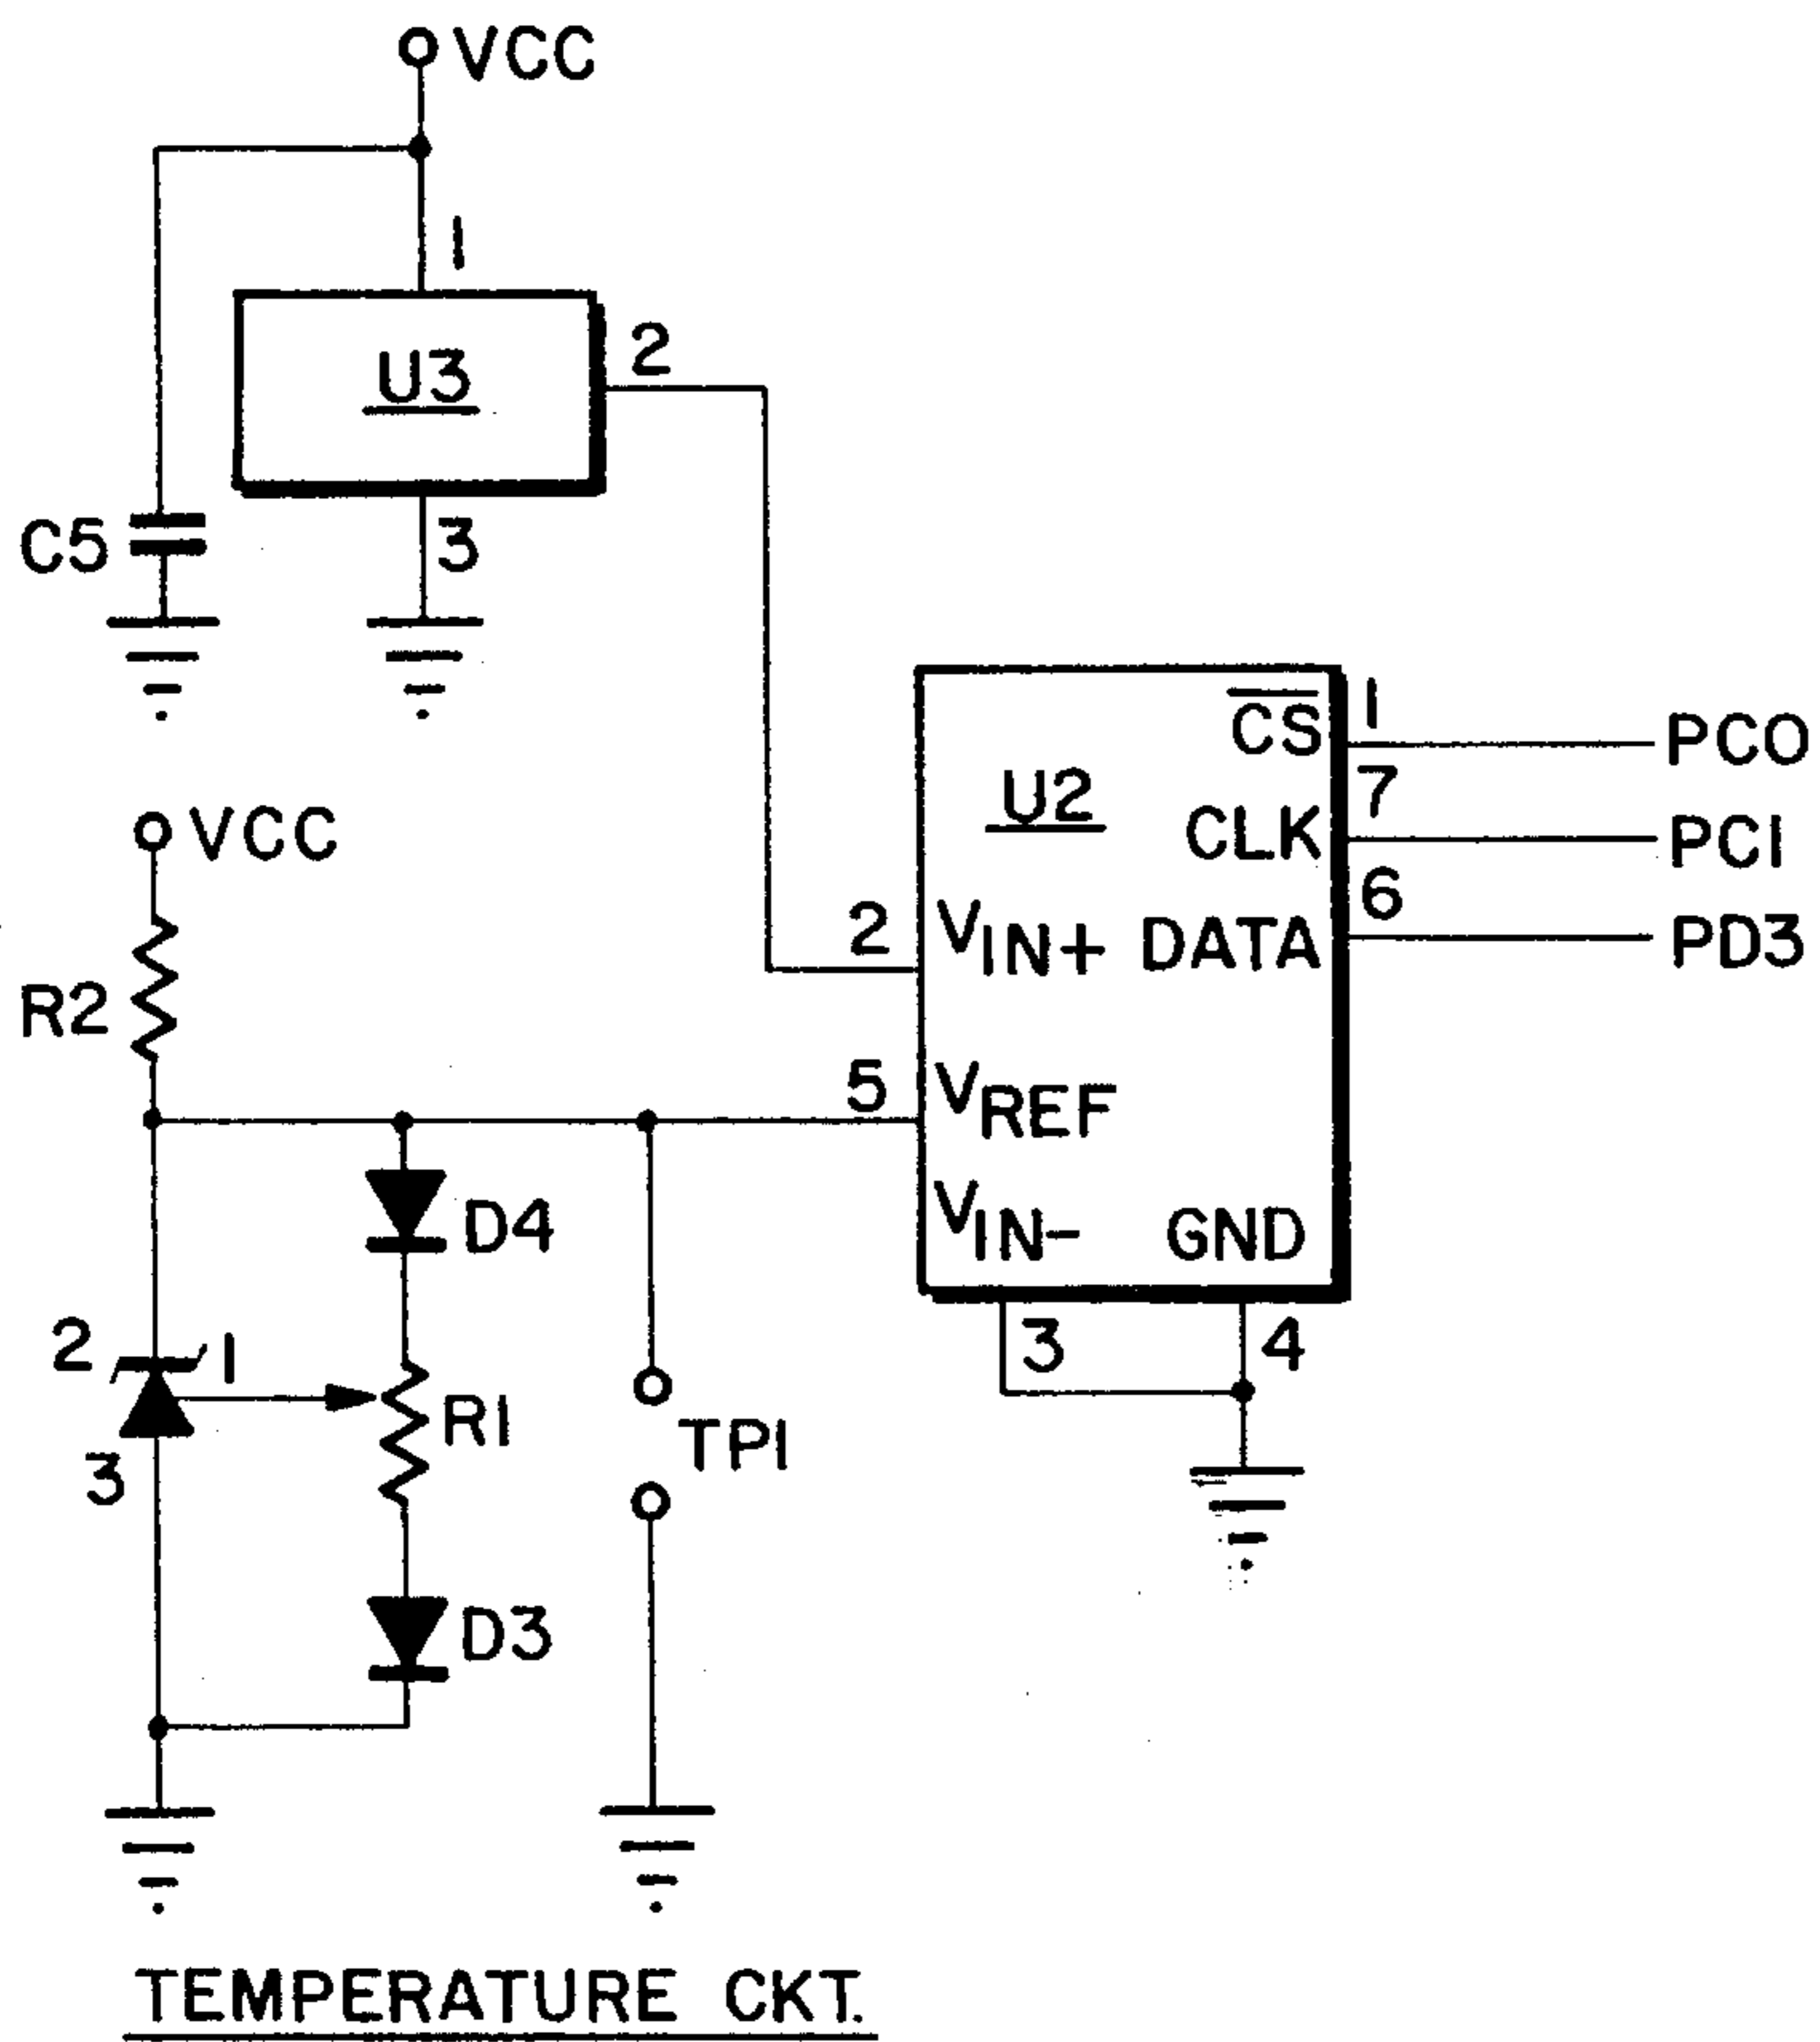 VCC
1
U3
2
C5
3
VCC
R2
CS
1
PC0
U2
7
CLK
PC1
6
2
VIN+
DATA
PD3
5
VREF
VIN-
GND
D4
2
1
3
4
R1
TP1
3
D3
TEMPERATURE CKT.